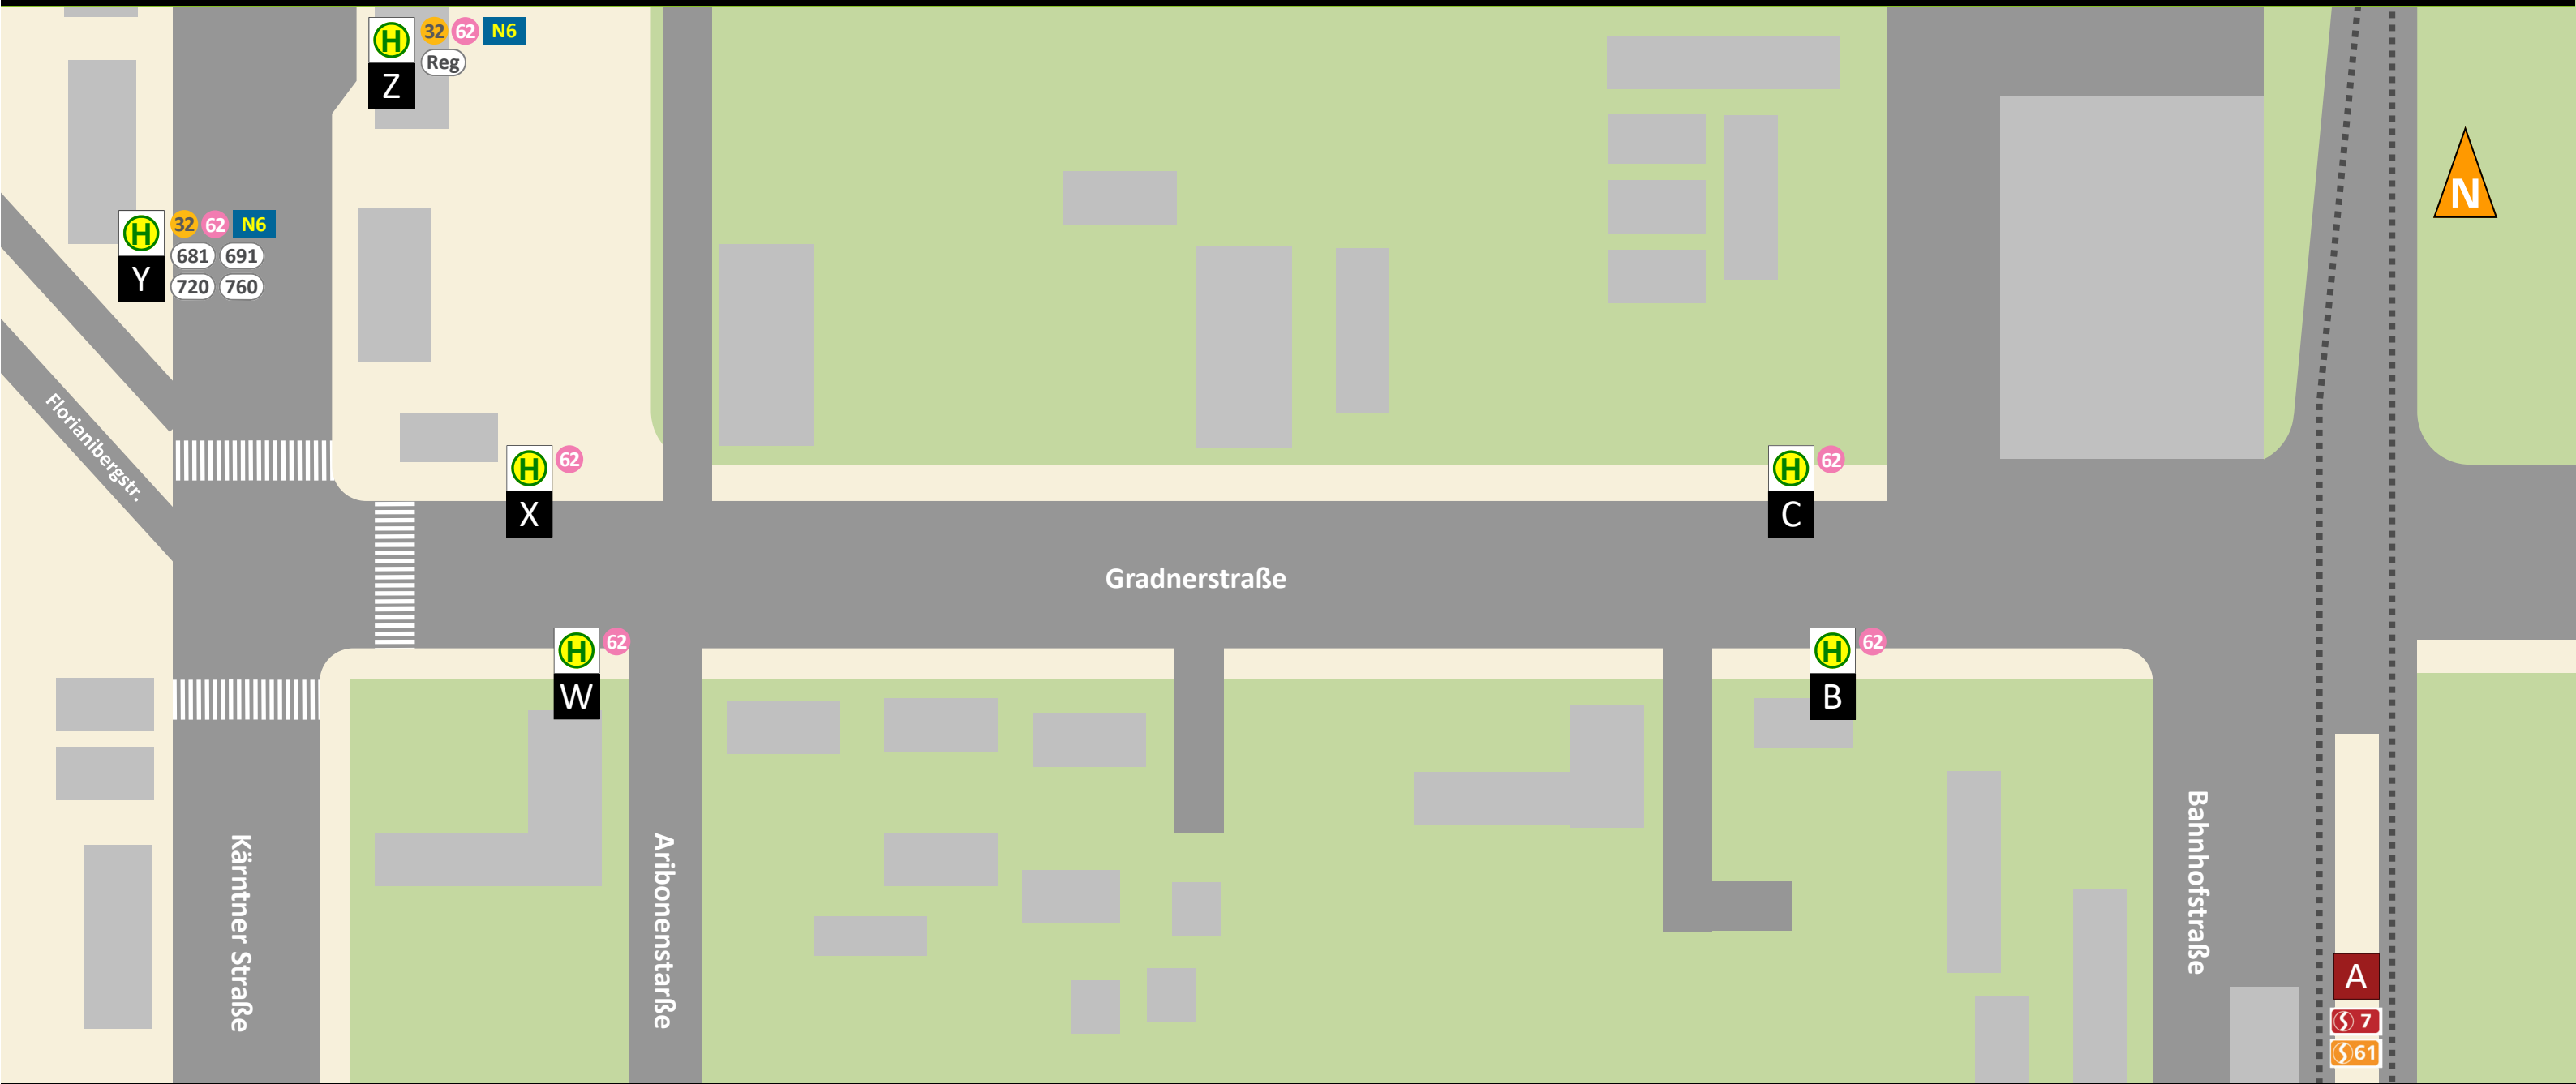 H 32 62 N6
Z Reg
H 32 62 N6
681 691
Y 720 760
N
Florianibergstr.
H 62
X
H 62
C
Gradnerstraße
H 62
W
H 62
B
Kärntner Straße
Aribonenstarße
Bahnhofstraße
A
S 7
S 61